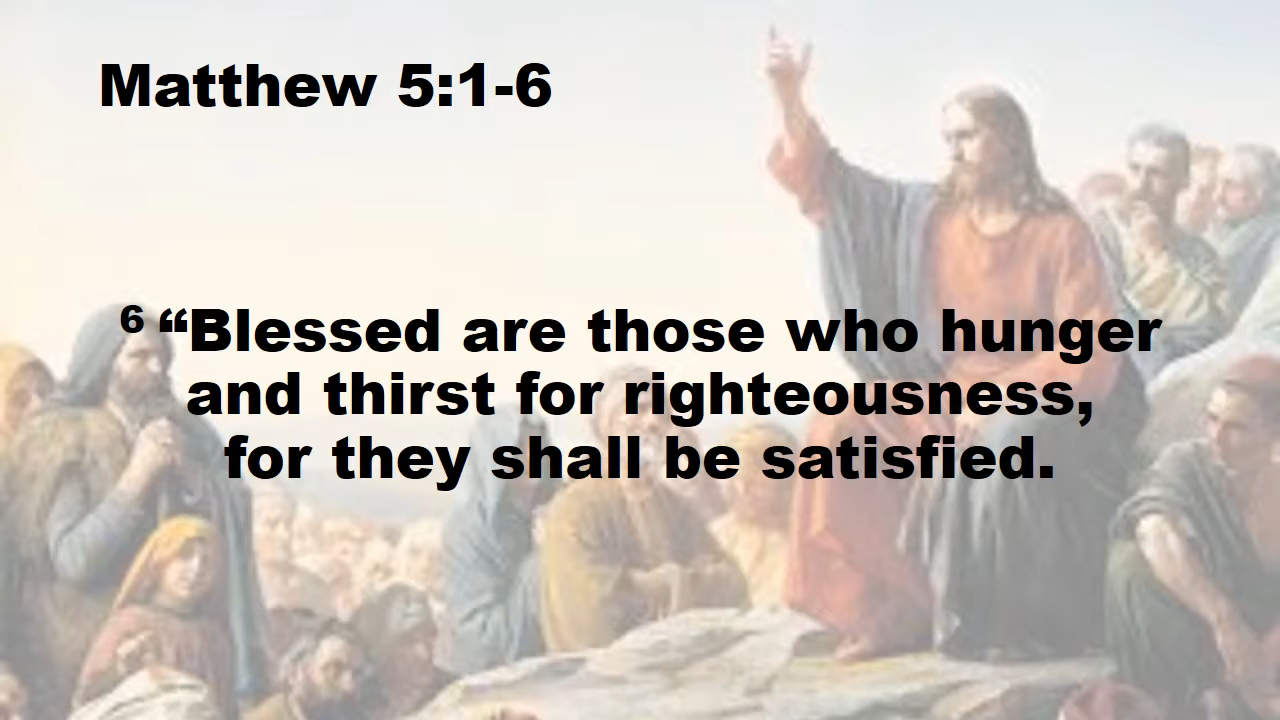 Matthew 5:1-6
6 “Blessed are those who hunger
and thirst for righteousness,
for they shall be satisfied.